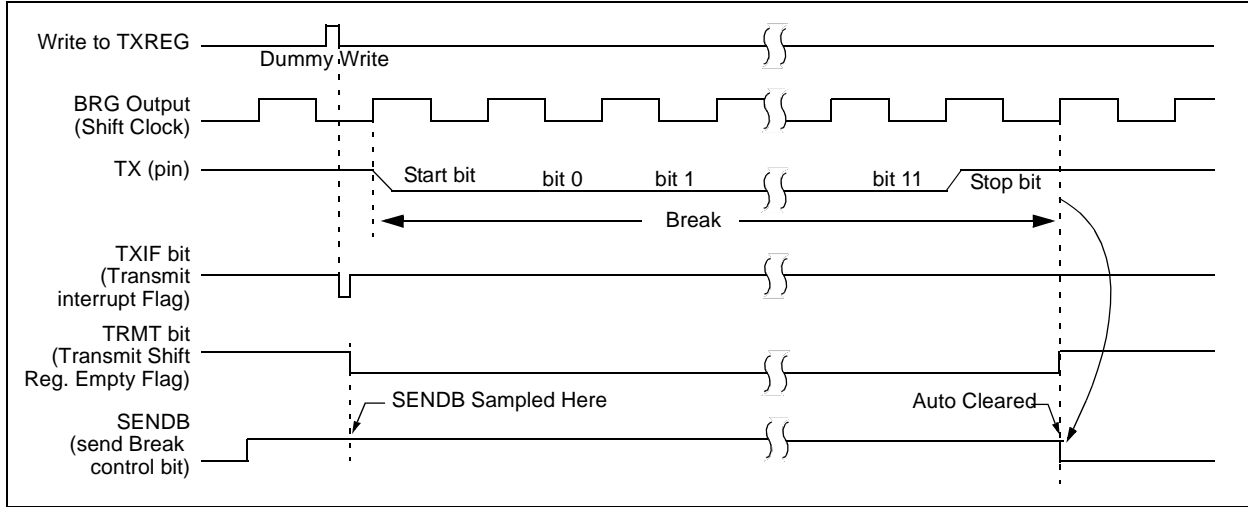 Write to TXREG
Dummy Write
BRG Output
(Shift Clock)
TX (pin)
Start bit
bit 0
bit 1
bit 11
Stop bit
Break
TXIF bit
(Transmit
interrupt Flag)
TRMT bit
(Transmit Shift
Reg. Empty Flag)
SENDB Sampled Here
Auto Cleared
SENDB
(send Break
control bit)